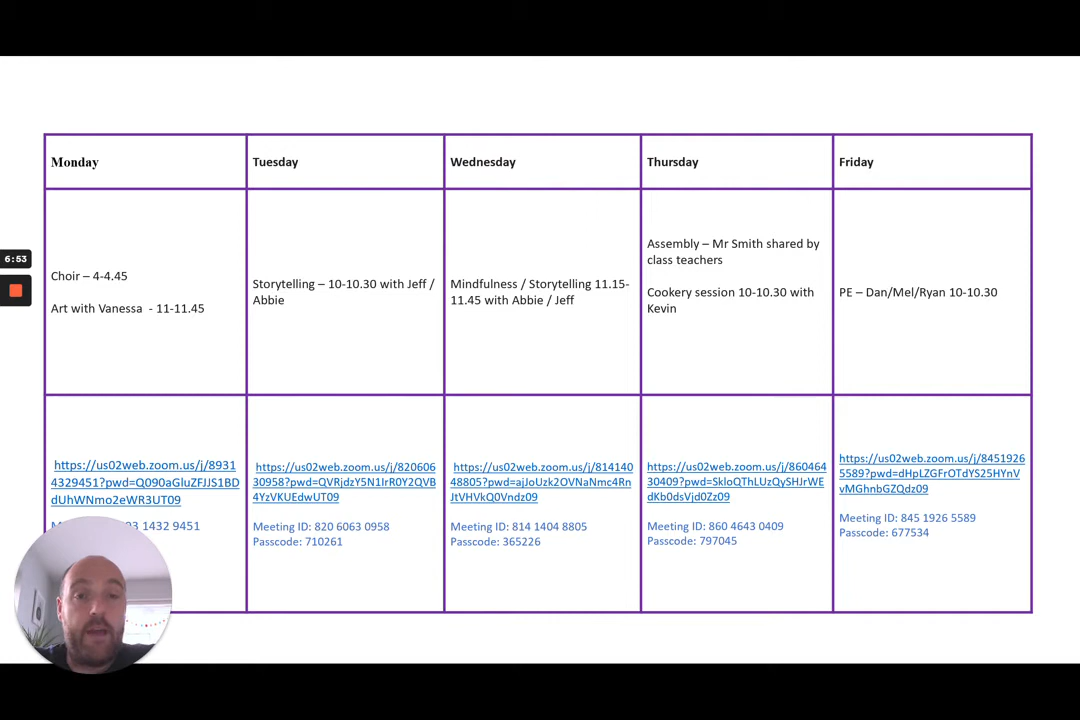 Monday
Tuesday
Wednesday
Thursday
Friday
Choir – 4-4.45
Art with Vanessa - 11-11.45
Storytelling – 10-10.30 with Jeff /
Abbie
Mindfulness / Storytelling 11.15-
11.45 with Abbie / Jeff
Assembly – Mr Smith shared by
class teachers
Cookery session 10-10.30 with
Kevin
PE – Dan/Mel/Ryan 10-10.30
6:53
https://us02web.zoom.us/j/8931
4329451?pwd=Q090aGluZFJJS1BD
dUhWNmo2eWR3UT09
93 1432 9451
https://us02web.zoom.us/j/820606
30958?pwd=QVRjdzY5N1IrR0Y2QVB
4YzVKUEdwUT09
Meeting ID: 820 6063 0958
Passcode: 710261
https://us02web.zoom.us/j/814140
48805?pwd=ajJoUzk2OVNaNmc4Rn
JtVHVkQ0Vndz09
Meeting ID: 814 1404 8805
Passcode: 365226
https://us02web.zoom.us/j/860464
30409?pwd=SkloQThLUzQySHJrWE
dKb0dsVjd0Zz09
Meeting ID: 860 4643 0409
Passcode: 797045
https://us02web.zoom.us/j/8451926
5589?pwd=dHpLZGFrOTdYS25HYnV
vMGhnbGZQdz09
Meeting ID: 845 1926 5589
Passcode: 677534